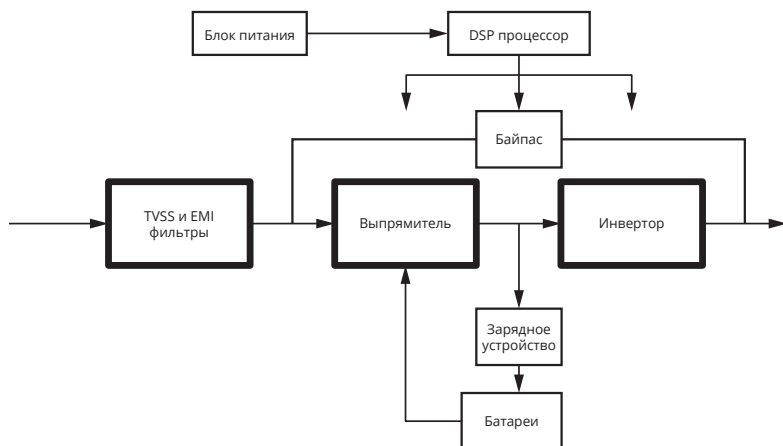 Блок питания
DSP процессор
Байпас
TVSS и EMI
фильтры
Выпрямитель
Инвертор
Зарядное
устройство
Батареи